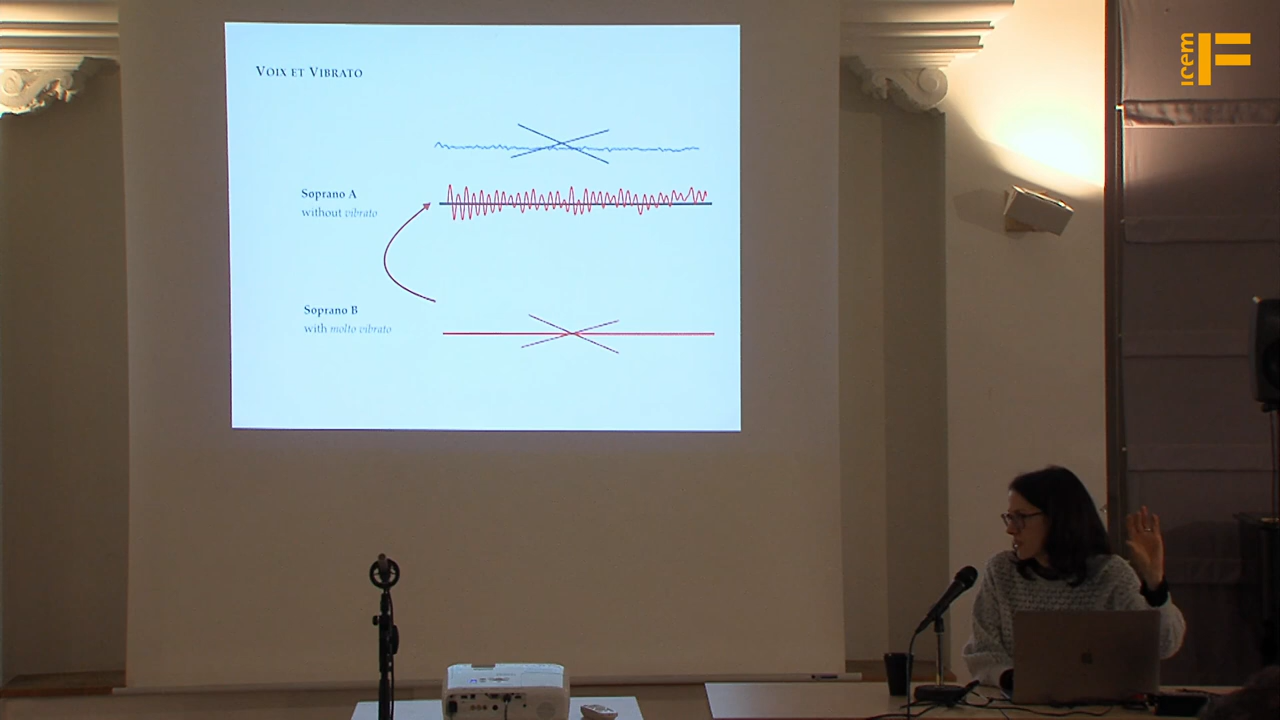 VOIX ET VIBRATO
Soprano A
without vibrato
Soprano B
with molto vibrato
icem
F